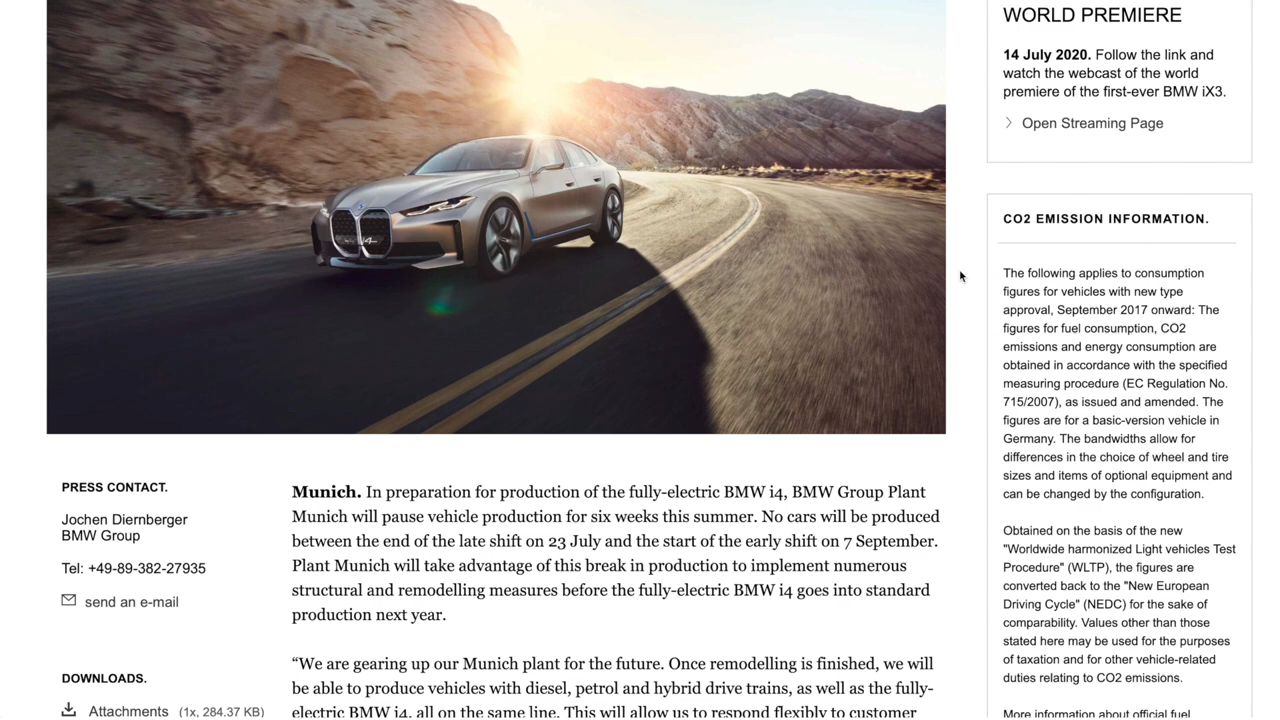 WORLD PREMIERE
14 July 2020. Follow the link and
watch the webcast of the world
premiere of the first-ever BMW iX3.
Open Streaming Page
CO2 EMISSION INFORMATION.
The following applies to consumption
figures for vehicles with new type
approval, September 2017 onward: The
figures for fuel consumption, CO2
emissions and energy consumption are
obtained in accordance with the specified
measuring procedure (EC Regulation No.
715/2007), as issued and amended. The
figures are for a basic-version vehicle in
Germany. The bandwidths allow for
differences in the choice of wheel and tire
sizes and items of optional equipment and
can be changed by the configuration.
Obtained on the basis of the new
"Worldwide harmonized Light vehicles Test
Procedure" (WLTP), the figures are
converted back to the "New European
Driving Cycle" (NEDC) for the sake of
comparability. Values other than those
stated here may be used for the purposes
of taxation and for other vehicle-related
duties relating to CO2 emissions.
More information about official fuel
i4
PRESS CONTACT.
Jochen Diernberger
BMW Group
Tel: +49-89-382-27935
send an e-mail
DOWNLOADS.
Attachments (1x, 284.37 KB)
Munich. In preparation for production of the fully-electric BMW i4, BMW Group Plant
Munich will pause vehicle production for six weeks this summer. No cars will be produced
between the end of the late shift on 23 July and the start of the early shift on 7 September.
Plant Munich will take advantage of this break in production to implement numerous
structural and remodelling measures before the fully-electric BMW i4 goes into standard
production next year.
“We are gearing up our Munich plant for the future. Once remodelling is finished, we will
be able to produce vehicles with diesel, petrol and hybrid drive trains, as well as the fully-
electric BMW i4, all on the same line. This will allow us to respond flexibly to customer